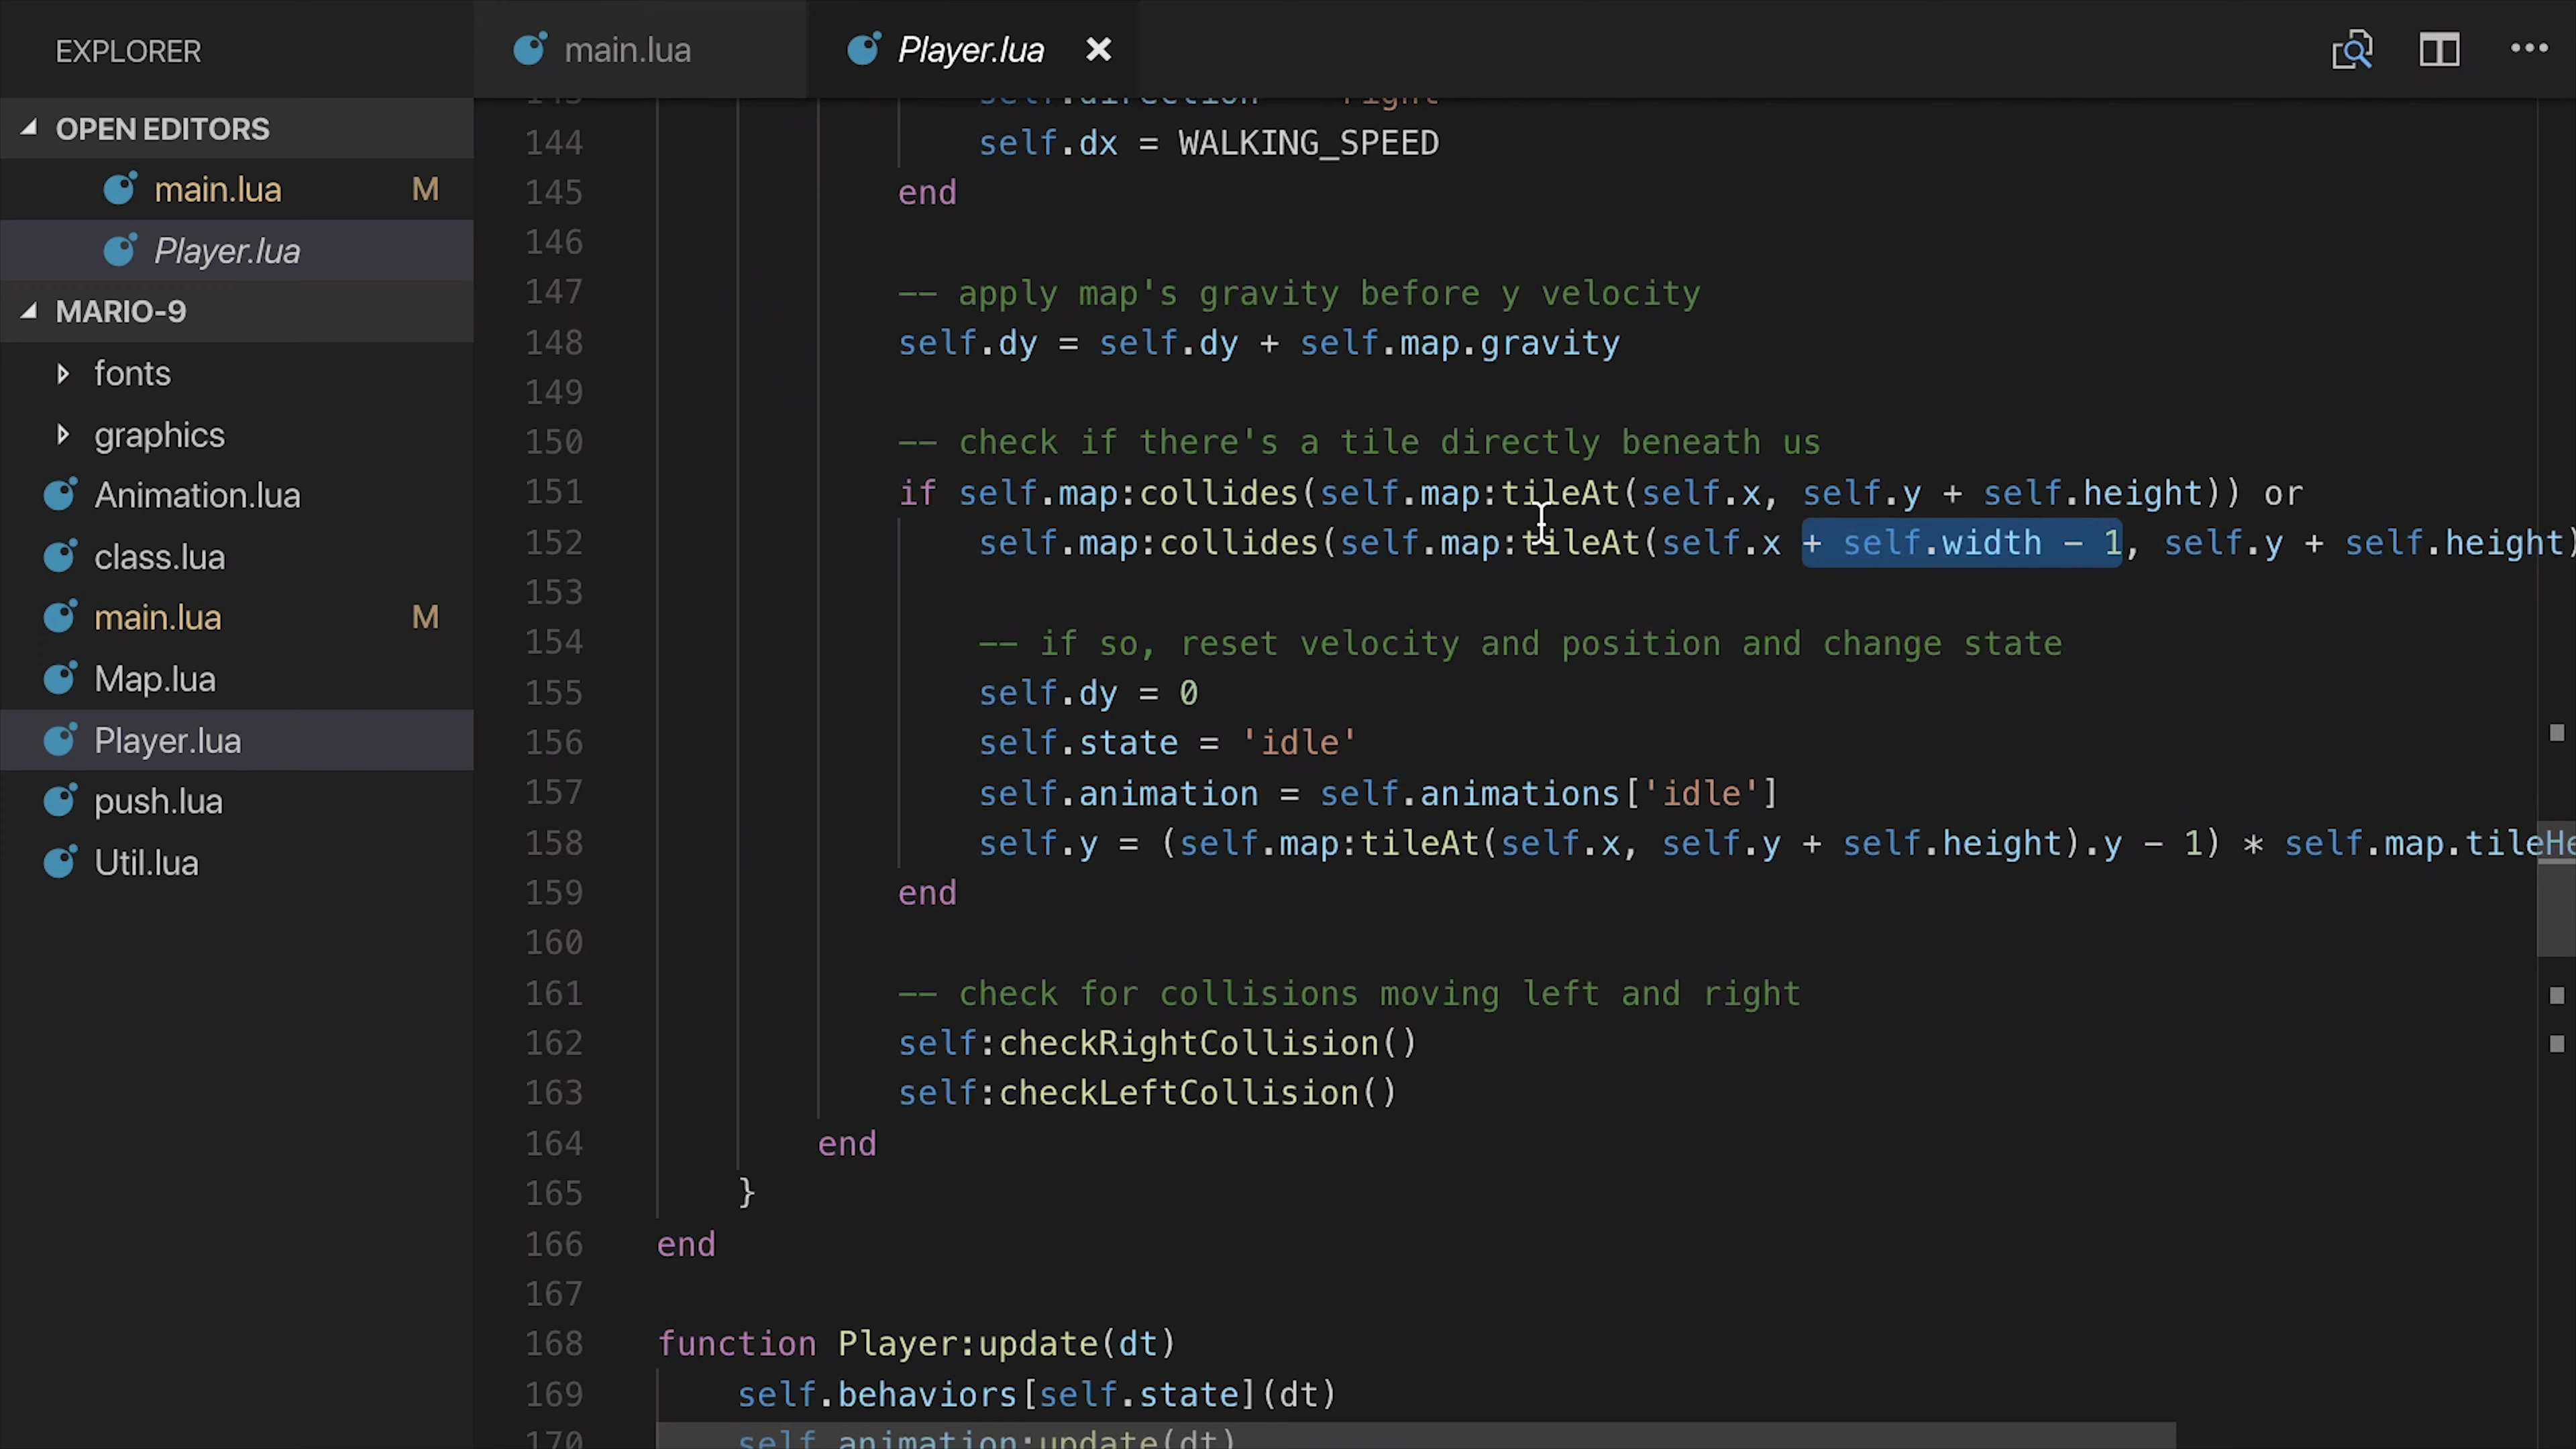 EXPLORER
main.lua
Player.lua
OPEN EDITORS
main.lua M
Player.lua
MARIO-9
fonts
graphics
Animation.lua
class.lua
main.lua M
Map.lua
Player.lua
push.lua
Util.lua
144 self.dx = WALKING_SPEED
145 end
146
147 -- apply map's gravity before y velocity
148 self.dy = self.dy + self.map.gravity
149
150 -- check if there's a tile directly beneath us
151 if self.map:collides(self.map:tileAt(self.x, self.y + self.height)) or
152 self.map:collides(self.map:tileAt(self.x + self.width - 1, self.y + self.height)
153
154 -- if so, reset velocity and position and change state
155 self.dy = 0
156 self.state = 'idle'
157 self.animation = self.animations['idle']
158 self.y = (self.map:tileAt(self.x, self.y + self.height).y - 1) * self.map.tileHe
159 end
160
161 -- check for collisions moving left and right
162 self:checkRightCollision()
163 self:checkLeftCollision()
164 end
165 }
166 end
167
168 function Player:update(dt)
169 self.behaviors[self.state](dt)
170 self.animation:update(dt)